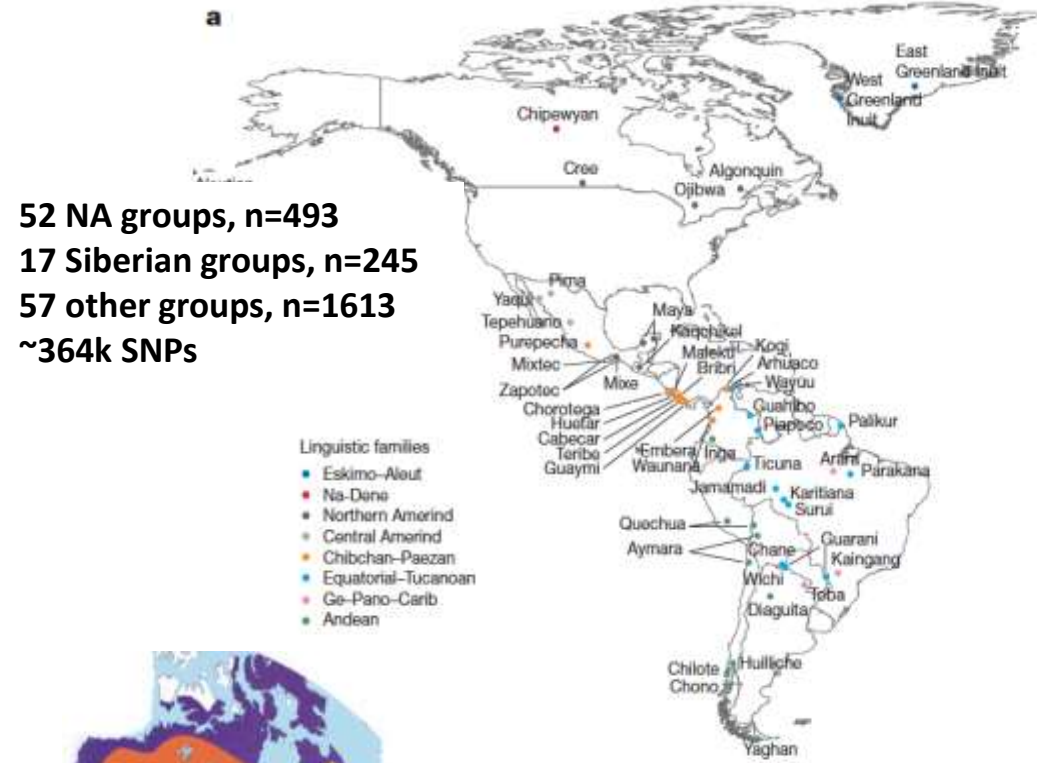 a
East
Greenland Inuit
West
Greenland
Inuit
Chipewyan
Cree
Algonquin
Ojibwa
52 NA groups, n=493
17 Siberian groups, n=245
57 other groups, n=1613
~364k SNPs
Pima
Yaqui
Tepehuano
Purepecha
Mixtec
Zapotec
Mixe
Maya
Kaqchikel
Maleku
Bribri
Kogi
Arhuaco
Wayuu
Chorotega
Huetar
Cabecar
Teribe
Guaymi
Guahibo
Piapoco
Palikur
Embera
Waunana
Inga
Ticuna
Arara
Parakana
Jamamadi
Karitiana
Surui
Quechua
Aymara
Chane
Guarani
Kaingang
Wichi
Toba
Diaguita
Chilote
Huilliche
Chono
Yaghan
Linguistic families
Eskimo–Aleut
Na-Dene
Northern Amerind
Central Amerind
Chibchan–Paezan
Equatorial–Tucanoan
Ge–Pano–Carib
Andean